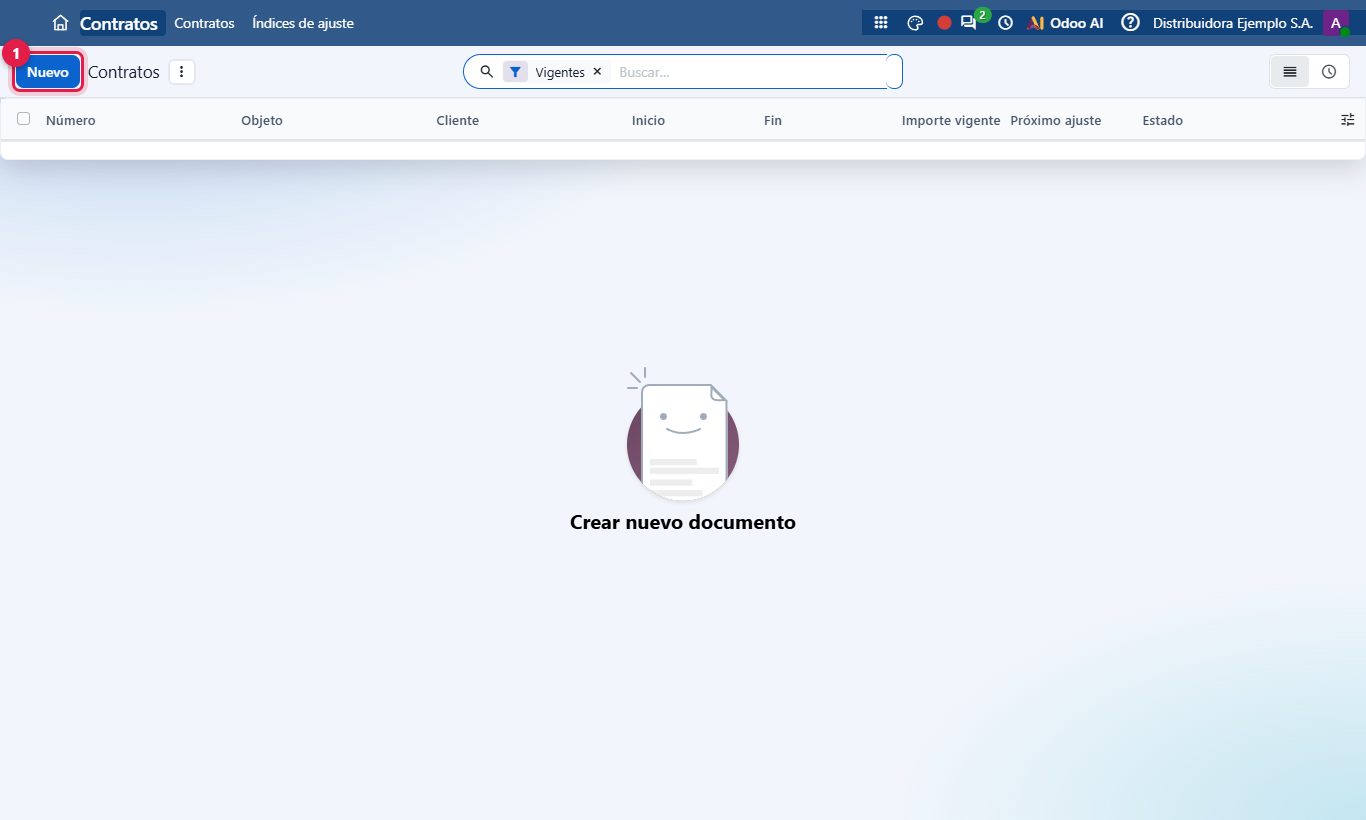 Contratos Contratos Índices de ajuste 2 Odoo AI Distribuidora Ejemplo S.A. A
1
Nuevo Contratos Vigentes Buscar...
Número Objeto Cliente Inicio Fin Importe vigente Próximo ajuste Estado
Crear nuevo documento